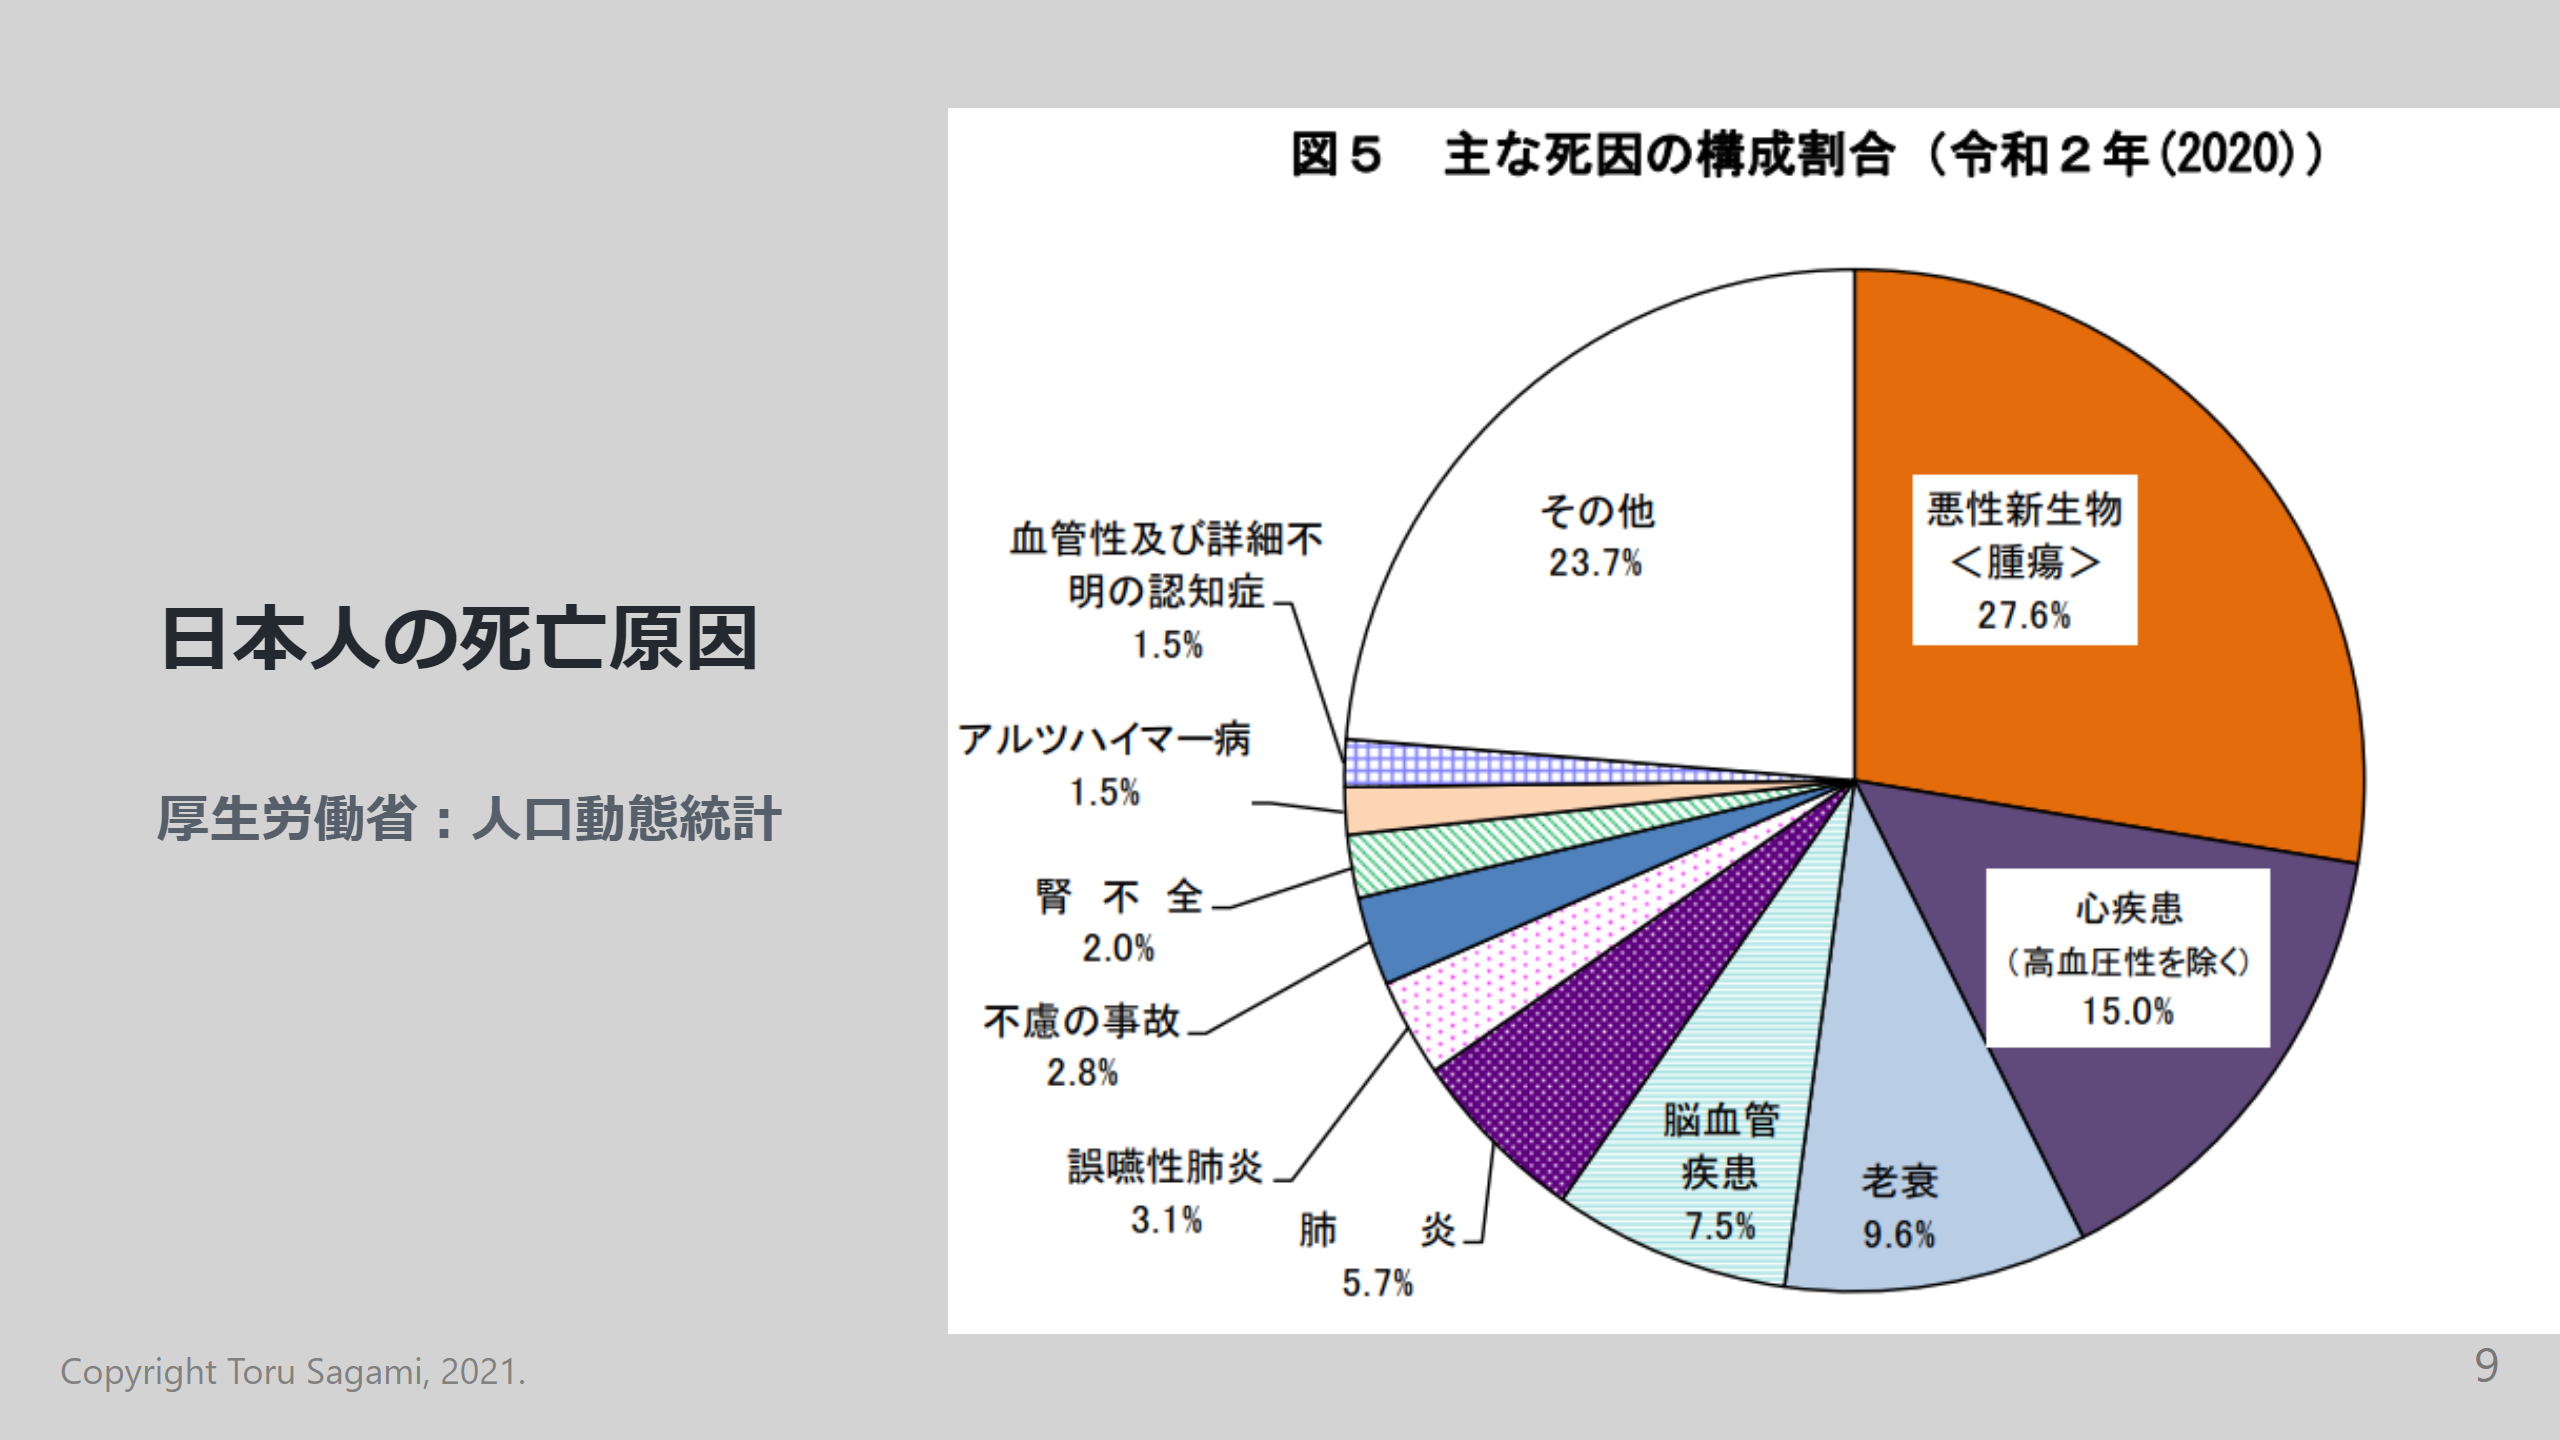 日本人の死亡原因
厚生労働省：人口動態統計
図５　主な死因の構成割合（令和２年(2020)）
悪性新生物
＜腫瘍＞
27.6%
心疾患
（高血圧性を除く）
15.0%
老衰
9.6%
脳血管
疾患
7.5%
肺　　炎
5.7%
誤嚥性肺炎
3.1%
不慮の事故
2.8%
腎　不　全
2.0%
アルツハイマー病
1.5%
血管性及び詳細不
明の認知症
1.5%
その他
23.7%
Copyright Toru Sagami, 2021.
9